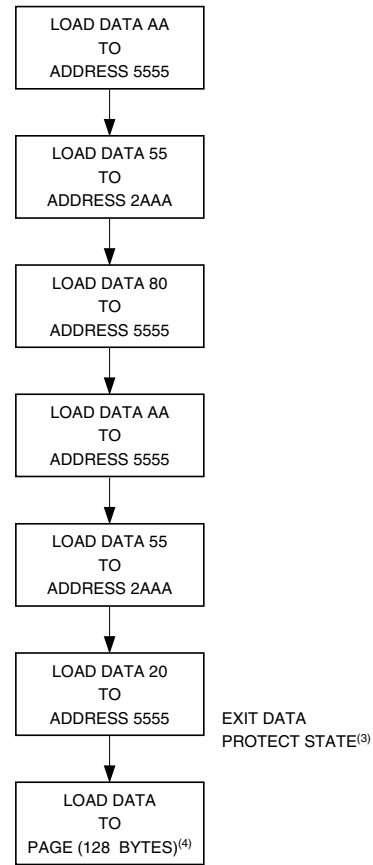 LOAD DATA AA
TO
ADDRESS 5555
LOAD DATA 55
TO
ADDRESS 2AAA
LOAD DATA 80
TO
ADDRESS 5555
LOAD DATA AA
TO
ADDRESS 5555
LOAD DATA 55
TO
ADDRESS 2AAA
LOAD DATA 20
TO
ADDRESS 5555
EXIT DATA
PROTECT STATE(3)
LOAD DATA
TO
PAGE (128 BYTES)(4)